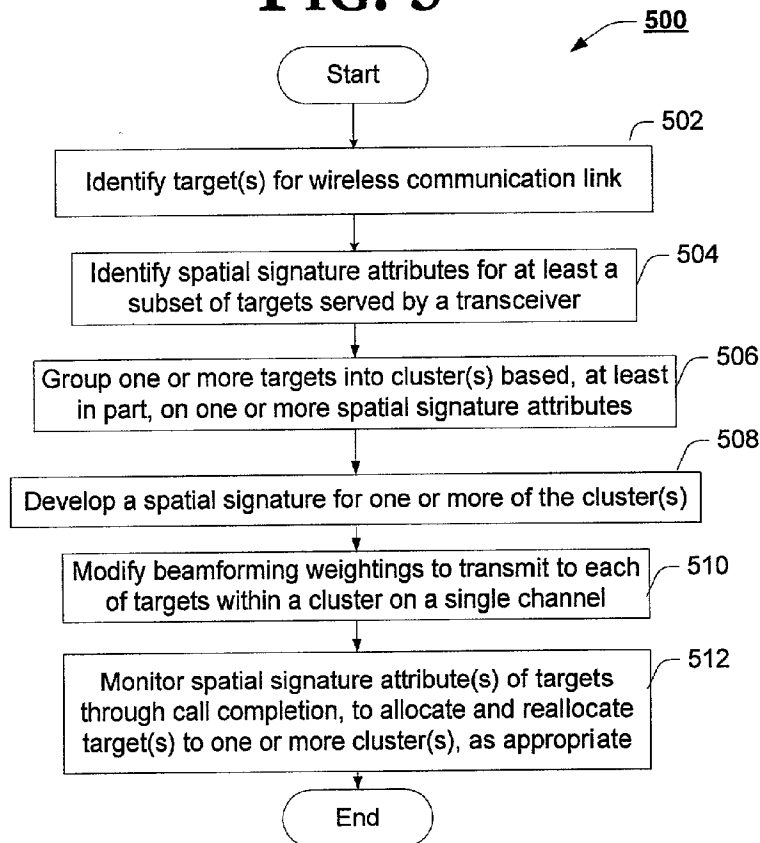 500
Start
502
Identify target(s) for wireless communication link
504
Identify spatial signature attributes for at least a
subset of targets served by a transceiver
506
Group one or more targets into cluster(s) based, at least
in part, on one or more spatial signature attributes
508
Develop a spatial signature for one or more of the cluster(s)
510
Modify beamforming weightings to transmit to each
of targets within a cluster on a single channel
512
Monitor spatial signature attribute(s) of targets
through call completion, to allocate and reallocate
target(s) to one or more cluster(s), as appropriate
End